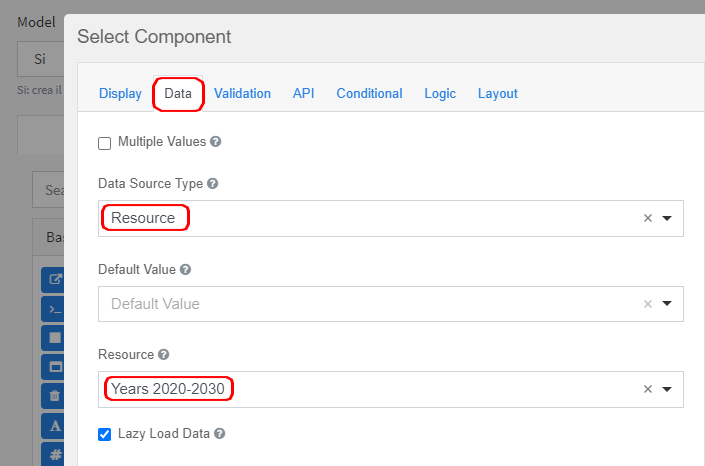 Model
Select Component
Si
Si: crea il
Display Data Validation API Conditional Logic Layout
Multiple Values
Data Source Type
Resource
Default Value
Default Value
Resource
Years 2020-2030
Lazy Load Data
Sea
Bas